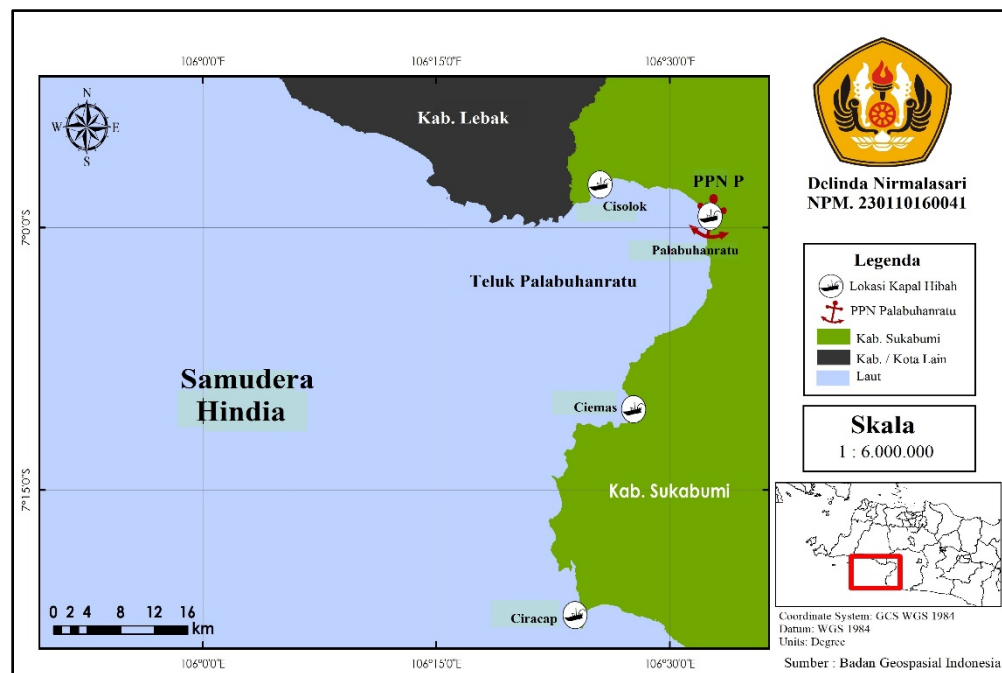 106°0'0"E
106°15'0"E
106°30'0"E
N
W
E
S
Kab. Lebak
PPN P
Cisolok
Palabuhanratu
7°0'0"S
Teluk Palabuhanratu
Samudera
Hindia
Ciemas
Kab. Sukabumi
7°15'0"S
Ciracap
0 2 4 8 12 16
km
106°0'0"E
106°15'0"E
106°30'0"E
Delinda Nirmalasari
NPM. 230110160041
Legenda
Lokasi Kapal Hibah
PPN Palabuhanratu
Kab. Sukabumi
Kab. / Kota Lain
Laut
Skala
1 : 6.000.000
Coordinate System: GCS WGS 1984
Datum: WGS 1984
Units: Degree
Sumber : Badan Geospasial Indonesia